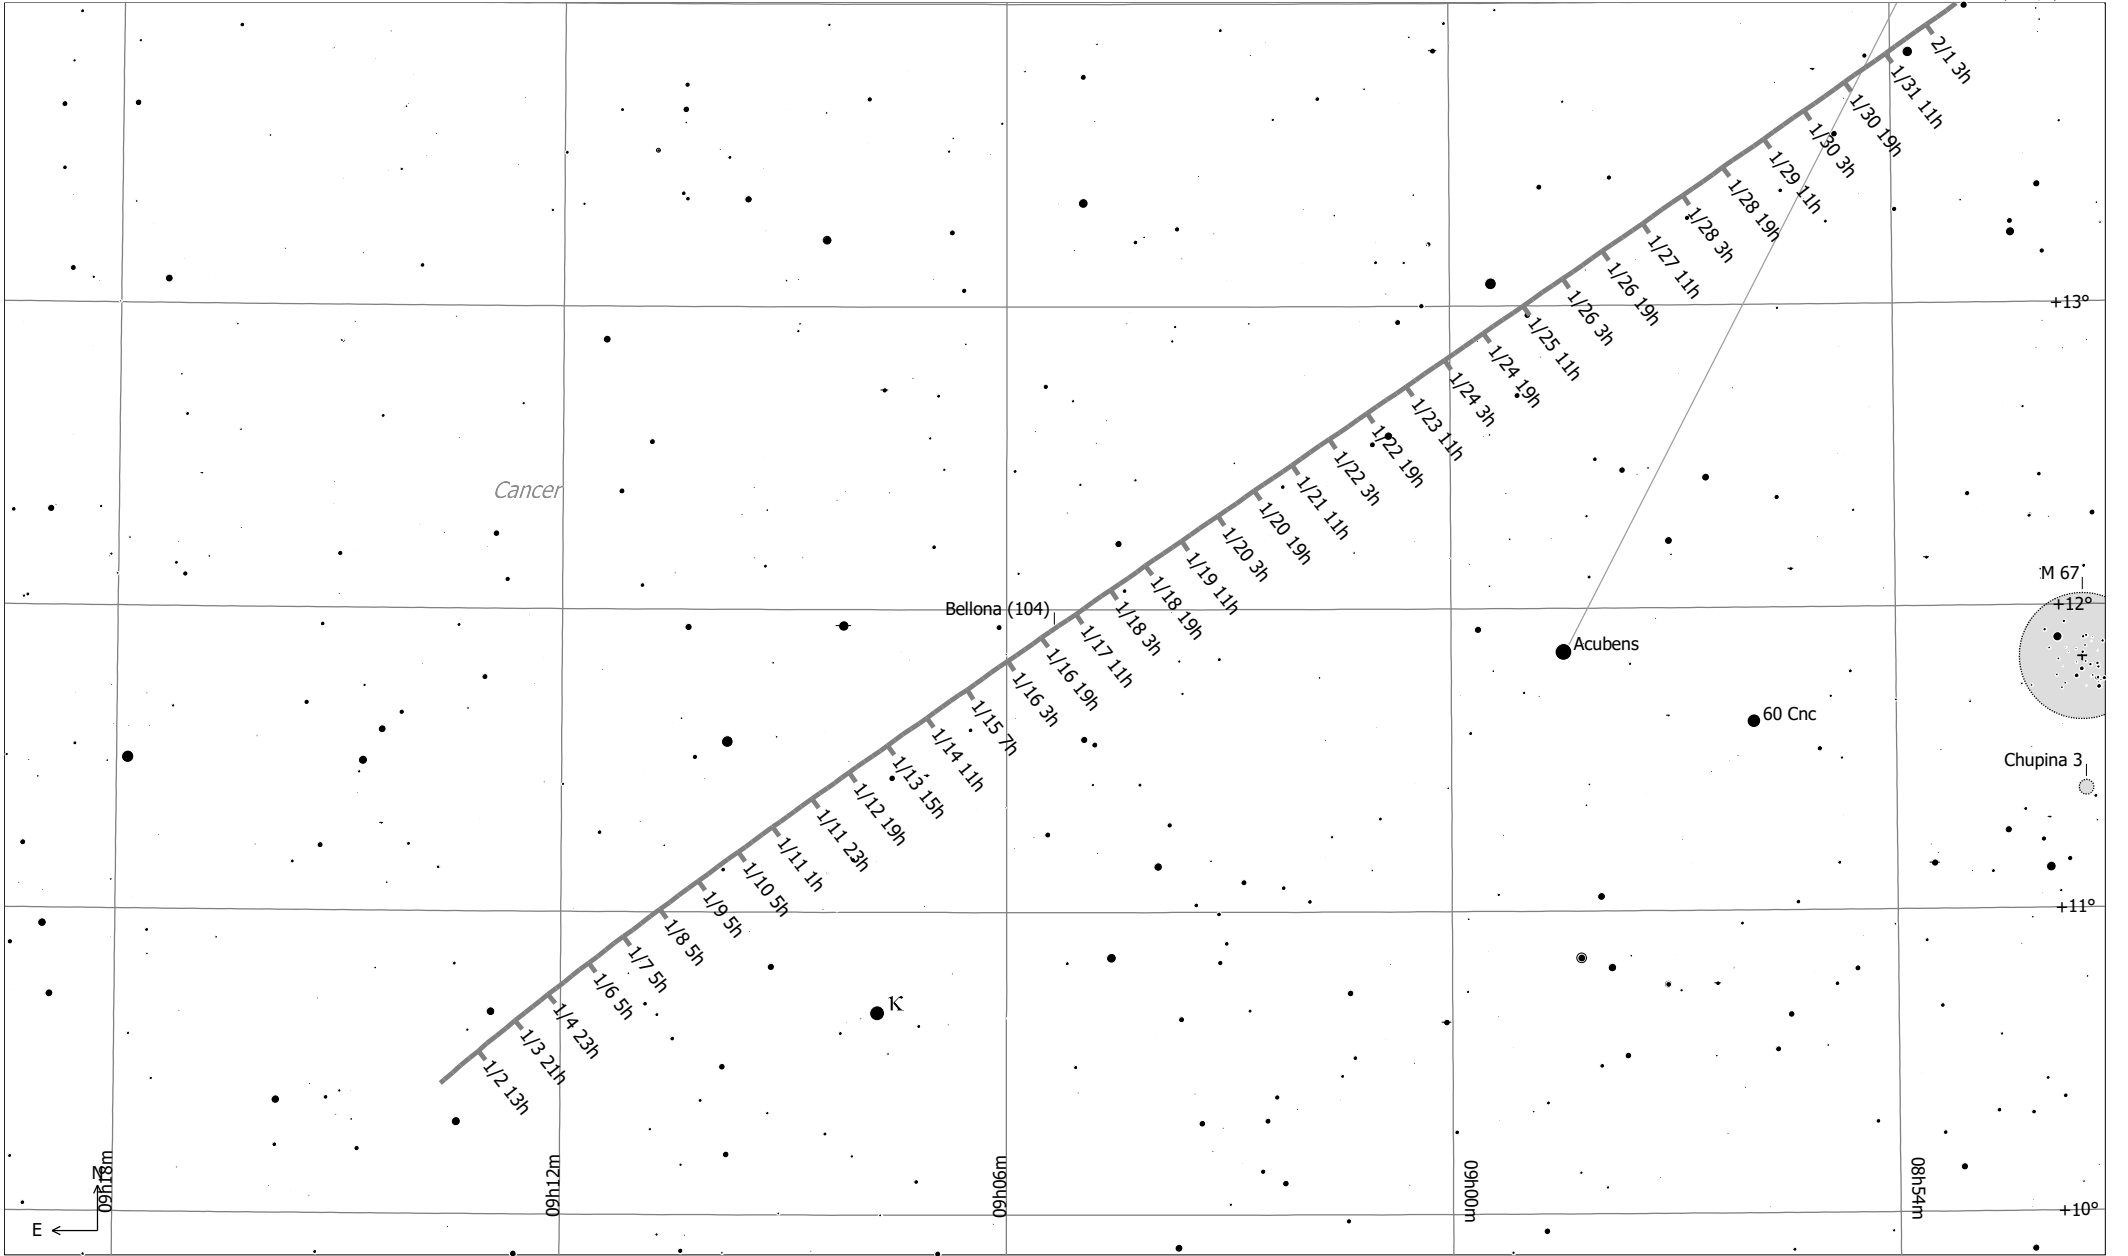 2/1 3h
1/31 11h
1/30 19h
1/30 3h
1/29 11h
1/28 19h
1/28 3h
1/27 11h
1/26 19h
1/26 3h
1/25 11h
1/24 19h
1/24 3h
1/23 11h
1/22 19h
1/22 3h
1/21 11h
1/20 19h
1/20 3h
1/19 11h
1/18 19h
1/18 3h
1/17 11h
1/16 19h
1/16 3h
1/15 7h
1/14 11h
1/13 15h
1/12 19h
1/11 23h
1/11 1h
1/10 5h
1/9 5h
1/8 5h
1/7 5h
1/6 5h
1/4 23h
1/3 21h
1/2 13h
+13°
Cancer
M 67
+12°
Bellona (104)
Acubens
60 Cnc
Chupina 3
+11°
κ
N
E
09h18m
09h12m
09h06m
09h00m
08h54m
+10°